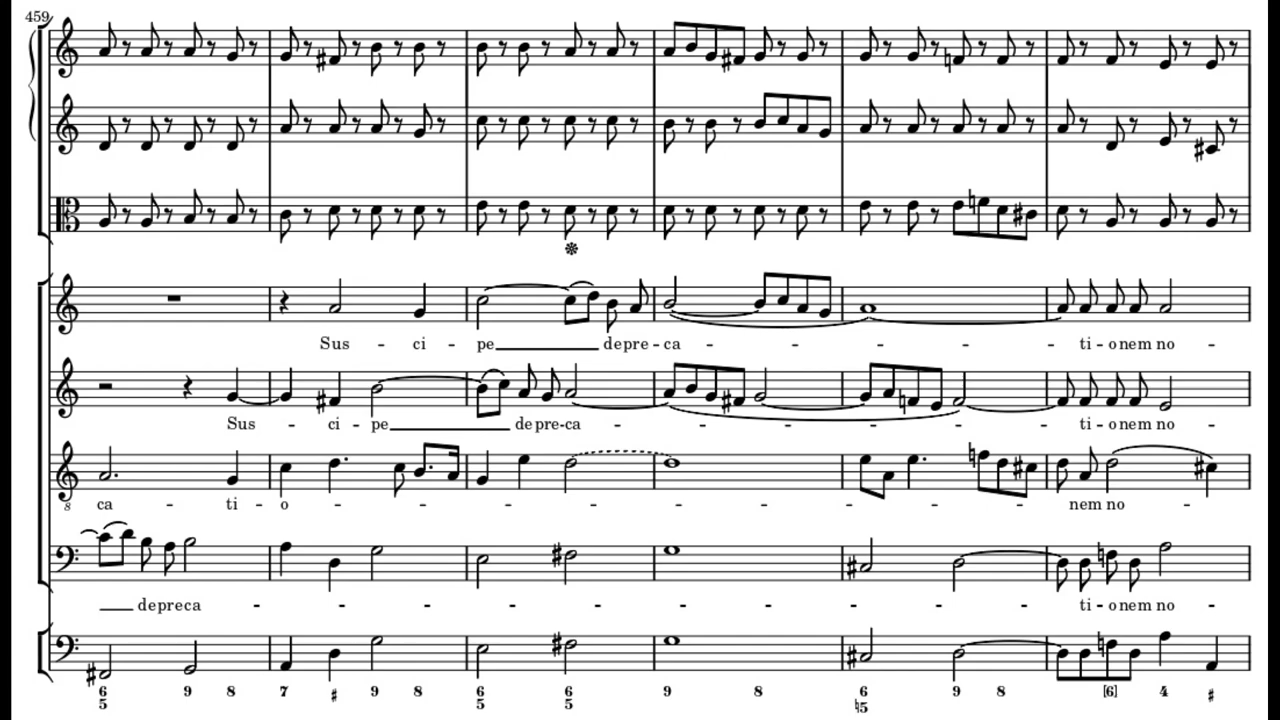 459
Sus - ci - pe depre - ca - - - - - - ti - onem no -
Sus - ci - pe depre-ca - - - - - - - ti - onem no -
8
ca - ti - o - - - - - - - - - - - nem no -
depreca - - - - - - - - - - - ti - onem no -
6 9 8 7 ♯ 9 8 6 6 9 8 6 9 8 [6] 4 ♯
5 5 5 ♮5